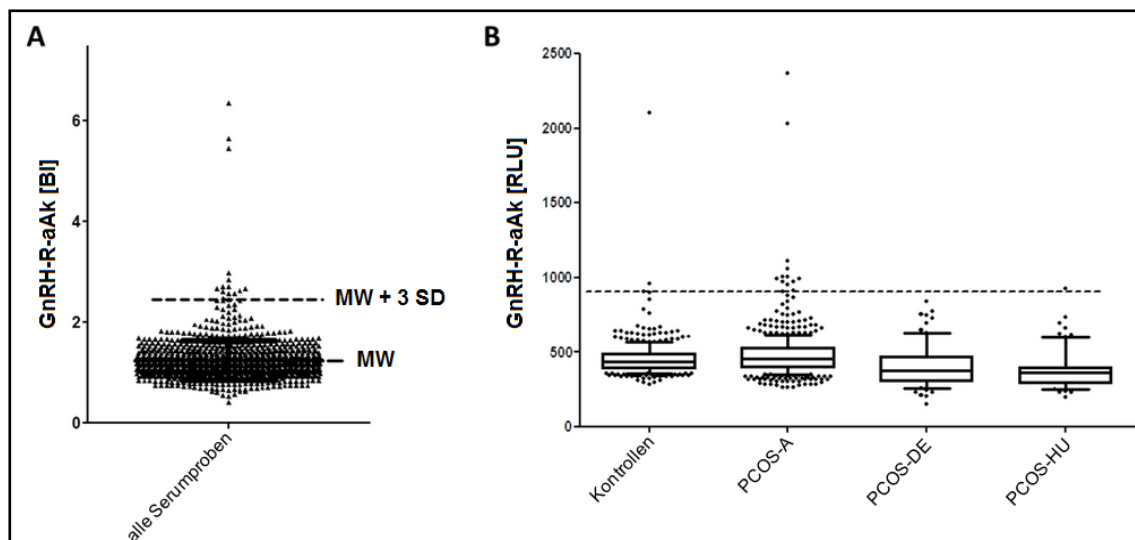 A
GnRH-R-aAk [BI]
6
4
2
0
MW + 3 SD
MW
alle Serumproben
B
GnRH-R-aAk [RLU]
2500
2000
1500
1000
500
0
Kontrollen
PCOS-A
PCOS-DE
PCOS-HU